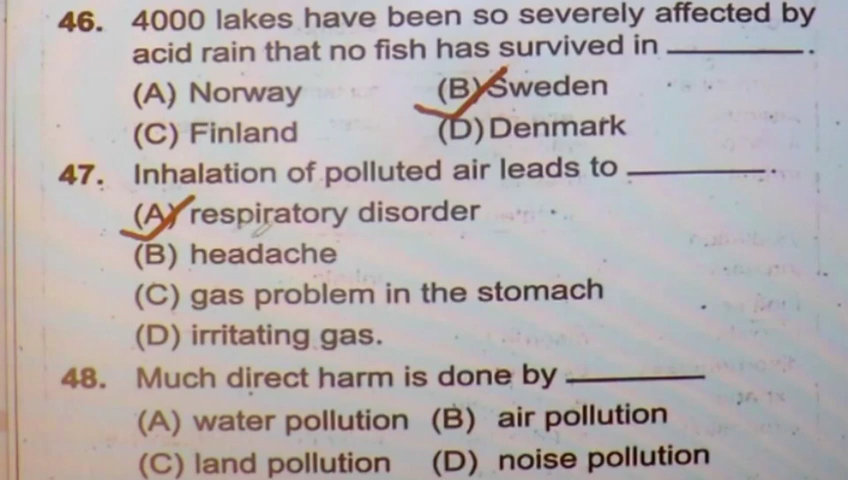 46. 4000 lakes have been so severely affected by
acid rain that no fish has survived in ________.
(A) Norway (B) Sweden
(C) Finland (D) Denmark
47. Inhalation of polluted air leads to ________.
(A) respiratory disorder
(B) headache
(C) gas problem in the stomach
(D) irritating gas.
48. Much direct harm is done by ________
(A) water pollution (B) air pollution
(C) land pollution (D) noise pollution